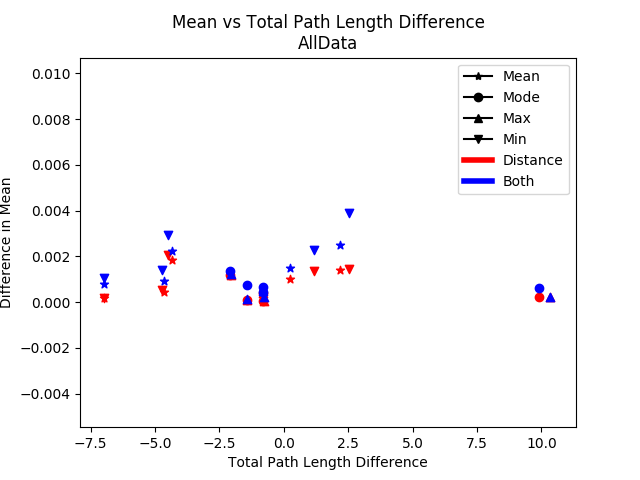 Mean vs Total Path Length Difference
AllData
0.010
0.008
0.006
0.004
0.002
0.000
−0.002
−0.004
Difference in Mean
Mean
Mode
Max
Min
Distance
Both
−7.5 −5.0 −2.5 0.0 2.5 5.0 7.5 10.0
Total Path Length Difference